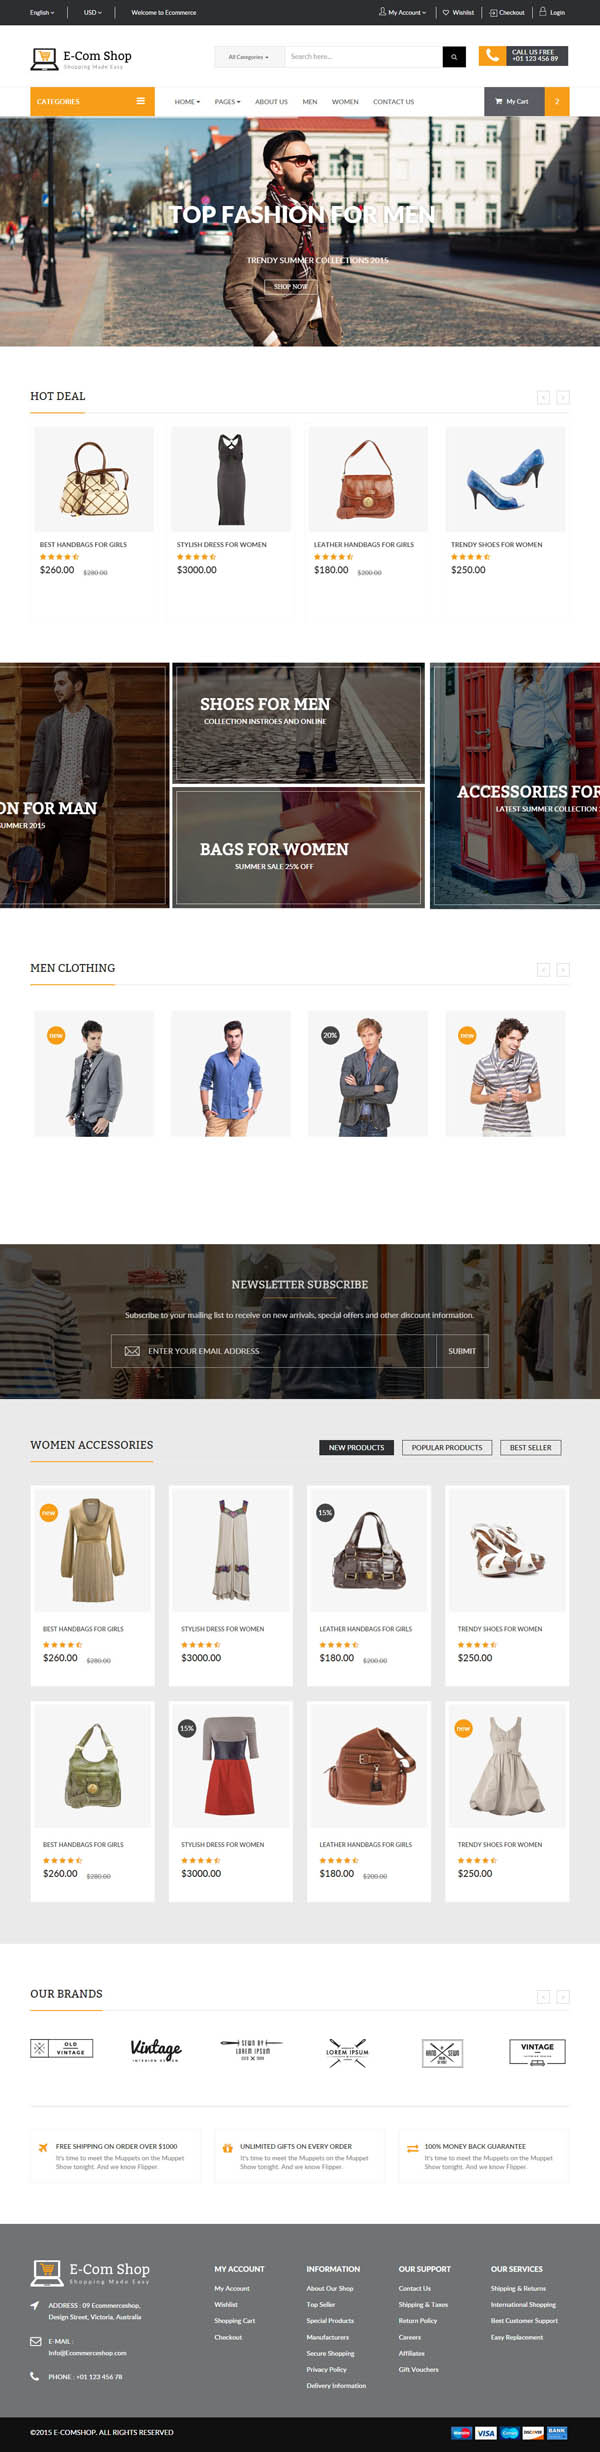 English USD Welcome to Ecommerce My Account Wishlist Checkout Login
E-Com Shop
Shopping Made Easy
All Categories Search here...
CALL US FREE
+01 123 456 89
CATEGORIES HOME PAGES ABOUT US MEN WOMEN CONTACT US My Cart 2
TOP FASHION FOR MEN
TRENDY SUMMER COLLECTIONS 2015
SHOP NOW
HOT DEAL
BEST HANDBAGS FOR GIRLS STYLISH DRESS FOR WOMEN LEATHER HANDBAGS FOR GIRLS TRENDY SHOES FOR WOMEN
$260.00 $280.00 $3000.00 $180.00 $200.00 $250.00
SHOES FOR MEN
COLLECTION INSTROES AND ONLINE
ON FOR MAN
UMMER 2015
BAGS FOR WOMEN
SUMMER SALE 25% OFF
ACCESSORIES FOR
LATEST SUMMER COLLECTION
MEN CLOTHING
new 20% new
NEWSLETTER SUBSCRIBE
Subscribe to your mailing list to receive on new arrivals, special offers and other discount information.
ENTER YOUR EMAIL ADDRESS SUBMIT
WOMEN ACCESSORIES NEW PRODUCTS POPULAR PRODUCTS BEST SELLER
new 15%
BEST HANDBAGS FOR GIRLS STYLISH DRESS FOR WOMEN LEATHER HANDBAGS FOR GIRLS TRENDY SHOES FOR WOMEN
$260.00 $280.00 $3000.00 $180.00 $200.00 $250.00
15% new
BEST HANDBAGS FOR GIRLS STYLISH DRESS FOR WOMEN LEATHER HANDBAGS FOR GIRLS TRENDY SHOES FOR WOMEN
$260.00 $280.00 $3000.00 $180.00 $200.00 $250.00
OUR BRANDS
OLD
VINTAGE
Vintage
INTERIOR DESIGN
SEWN BY
LOREM IPSUM
LOREM IPSUM
HAND SEWN
VINTAGE
FREE SHIPPING ON ORDER OVER $1000
It's time to meet the Muppets on the Muppet
Show tonight. And we know Flipper.
UNLIMITED GIFTS ON EVERY ORDER
It's time to meet the Muppets on the Muppet
Show tonight. And we know Flipper.
100% MONEY BACK GUARANTEE
It's time to meet the Muppets on the Muppet
Show tonight. And we know Flipper.
E-Com Shop
Shopping Made Easy
ADDRESS : 09 Ecommerceshop,
Design Street, Victoria, Australia
E-MAIL :
Info@Ecommerceshop.com
PHONE : +01 123 456 78
MY ACCOUNT
My Account
Wishlist
Shopping Cart
Checkout
INFORMATION
About Our Shop
Top Seller
Special Products
Manufacturers
Secure Shopping
Privacy Policy
Delivery Information
OUR SUPPORT
Contact Us
Shipping & Taxes
Return Policy
Careers
Affiliates
Gift Vouchers
OUR SERVICES
Shipping & Returns
International Shopping
Best Customer Support
Easy Replacement
©2015 E-COMSHOP. ALL RIGHTS RESERVED
VISA DISCOVER BANK